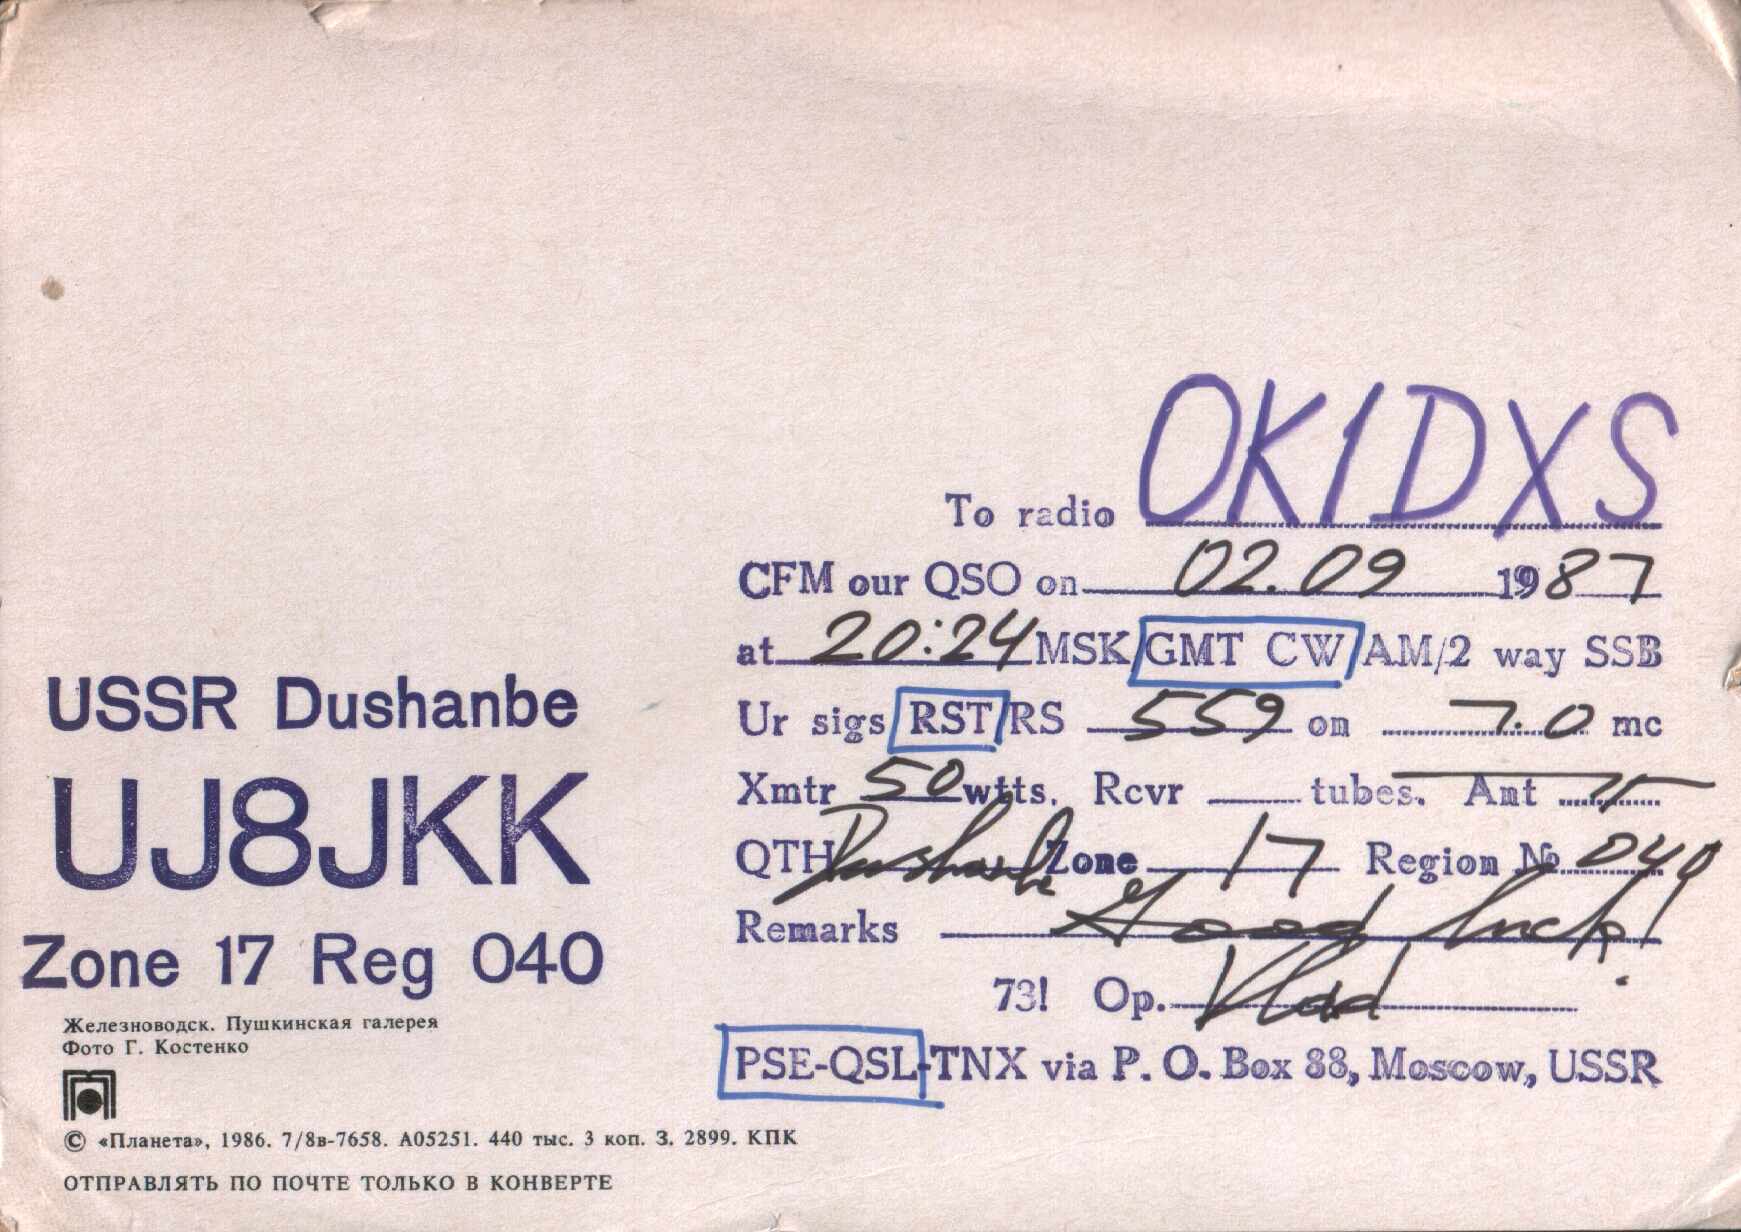 To radio OK1DXS
CFM our QSO on 02.09 1987
at 20:24 MSK/GMT CW/AM/2 way SSB
Ur sigs RST/RS 559 on 7.0 mc
Xmtr 50 wtts. Rcvr tubes. Ant
QTH Dushanbe Zone 17 Region № 040
Remarks Good luck!
73! Op. Vlad
PSE-QSL-TNX via P. O. Box 88, Moscow, USSR
USSR Dushanbe
UJ8JKK
Zone 17 Reg 040
Железноводск. Пушкинская галерея
Фото Г. Костенко
© «Планета», 1986. 7/8в-7658. А05251. 440 тыс. 3 коп. З. 2899. КПК
ОТПРАВЛЯТЬ ПО ПОЧТЕ ТОЛЬКО В КОНВЕРТЕ